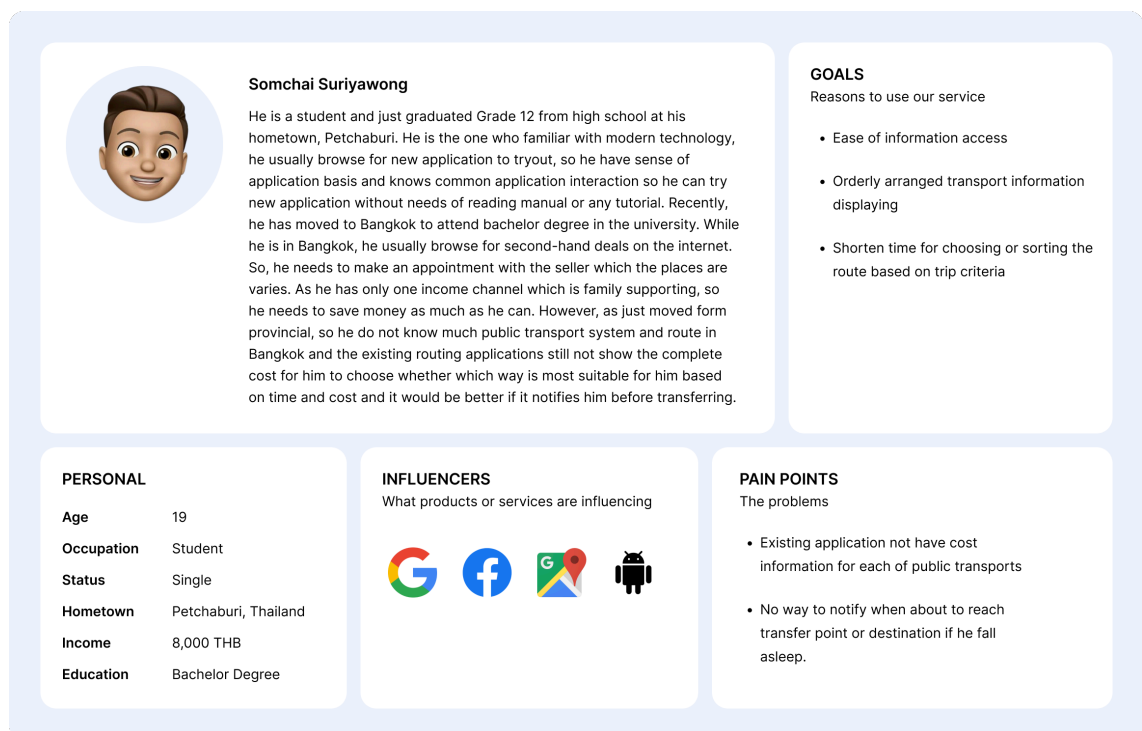 Somchai Suriyawong
He is a student and just graduated Grade 12 from high school at his
hometown, Petchaburi. He is the one who familiar with modern technology,
he usually browse for new application to tryout, so he have sense of
application basis and knows common application interaction so he can try
new application without needs of reading manual or any tutorial. Recently,
he has moved to Bangkok to attend bachelor degree in the university. While
he is in Bangkok, he usually browse for second-hand deals on the internet.
So, he needs to make an appointment with the seller which the places are
varies. As he has only one income channel which is family supporting, so
he needs to save money as much as he can. However, as just moved form
provincial, so he do not know much public transport system and route in
Bangkok and the existing routing applications still not show the complete
cost for him to choose whether which way is most suitable for him based
on time and cost and it would be better if it notifies him before transferring.
GOALS
Reasons to use our service
• Ease of information access
• Orderly arranged transport information
displaying
• Shorten time for choosing or sorting the
route based on trip criteria
PERSONAL
Age 19
Occupation Student
Status Single
Hometown Petchaburi, Thailand
Income 8,000 THB
Education Bachelor Degree
INFLUENCERS
What products or services are influencing
G f G
PAIN POINTS
The problems
• Existing application not have cost
information for each of public transports
• No way to notify when about to reach
transfer point or destination if he fall
asleep.